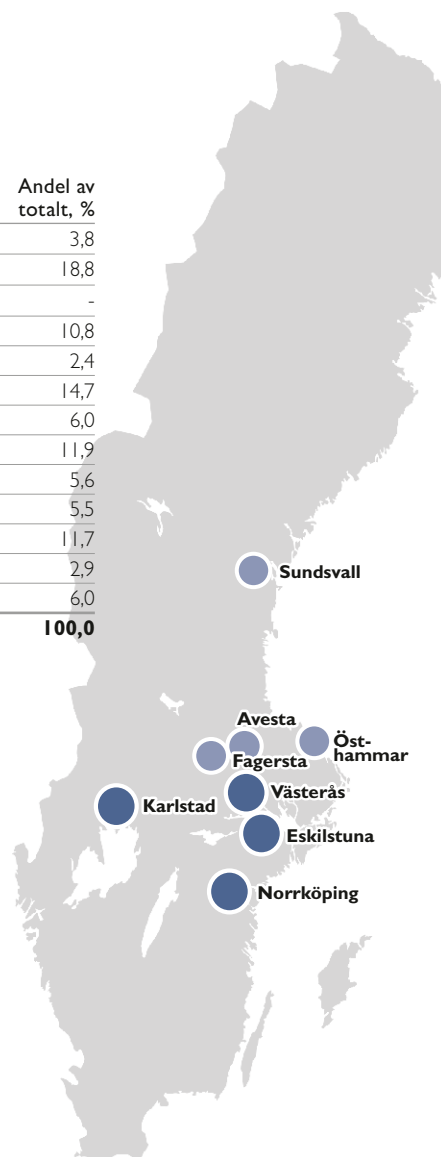 Andel av
totalt, %
3,8
18,8
-
10,8
2,4
14,7
6,0
11,9
5,6
5,5
11,7
2,9
6,0
100,0
Sundsvall
Avesta
Öst-
hammar
Fagersta
Västerås
Karlstad
Eskilstuna
Norrköping